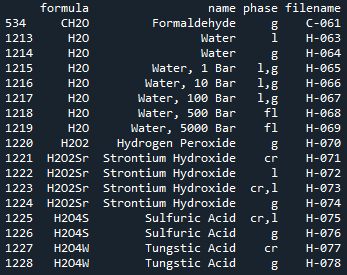 formula name phase filename
534 CH2O Formaldehyde g C-061
1213 H2O Water l H-063
1214 H2O Water g H-064
1215 H2O Water, 1 Bar l,g H-065
1216 H2O Water, 10 Bar l,g H-066
1217 H2O Water, 100 Bar l,g H-067
1218 H2O Water, 500 Bar fl H-068
1219 H2O Water, 5000 Bar fl H-069
1220 H2O2 Hydrogen Peroxide g H-070
1221 H2O2Sr Strontium Hydroxide cr H-071
1222 H2O2Sr Strontium Hydroxide l H-072
1223 H2O2Sr Strontium Hydroxide cr,l H-073
1224 H2O2Sr Strontium Hydroxide g H-074
1225 H2O4S Sulfuric Acid cr,l H-075
1226 H2O4S Sulfuric Acid g H-076
1227 H2O4W Tungstic Acid cr H-077
1228 H2O4W Tungstic Acid g H-078